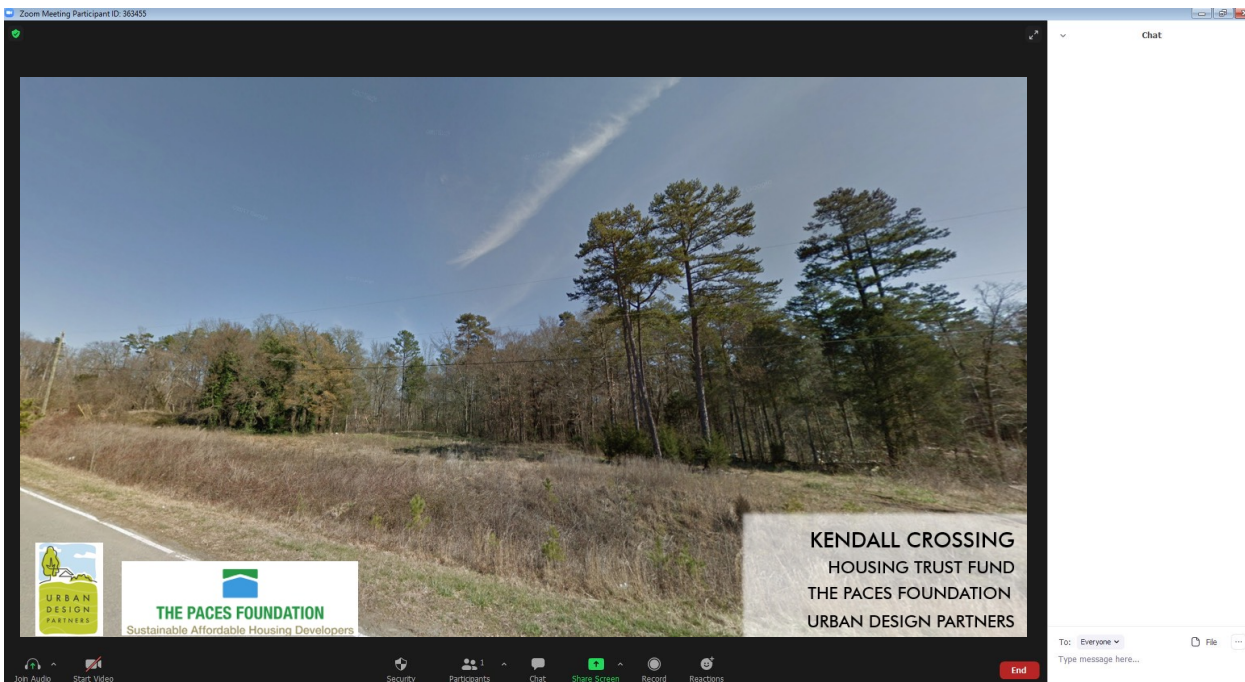 Zoom Meeting Participant ID: 363455
Chat
URBAN
DESIGN
PARTNERS
THE PACES FOUNDATION
Sustainable Affordable Housing Developers
KENDALL CROSSING
HOUSING TRUST FUND
THE PACES FOUNDATION
URBAN DESIGN PARTNERS
To: Everyone File ...
Type message here...
Join Audio Start Video Security Participants 1 Chat Share Screen Record Reactions End